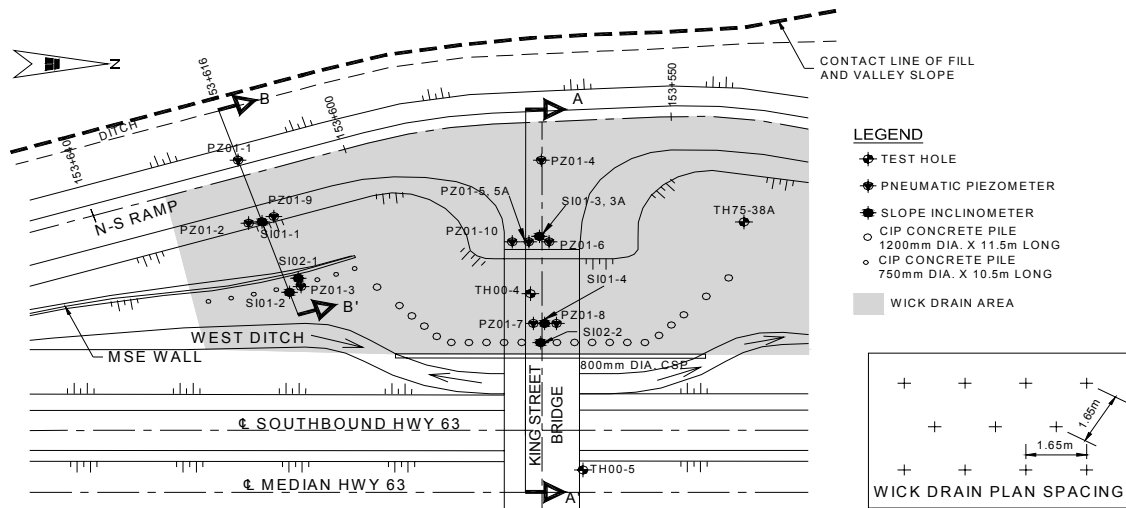 N
153+616
153+600
153+550
153+640
CONTACT LINE OF FILL
AND VALLEY SLOPE
B
A
DITCH
PZ01-1
PZ01-4
N-S RAMP
PZ01-9
PZ01-2
SI01-1
PZ01-5, 5A
SI01-3, 3A
PZ01-10
PZ01-6
TH75-38A
SI02-1
PZ01-3
SI01-2
B'
TH00-4
SI01-4
PZ01-7
PZ01-8
SI02-2
WEST DITCH
MSE WALL
800mm DIA. CSP
KING STREET
BRIDGE
℄ SOUTHBOUND HWY 63
TH00-5
℄ MEDIAN HWY 63
A'
LEGEND
TEST HOLE
PNEUMATIC PIEZOMETER
SLOPE INCLINOMETER
CIP CONCRETE PILE
1200mm DIA. X 11.5m LONG
CIP CONCRETE PILE
750mm DIA. X 10.5m LONG
WICK DRAIN AREA
1.65m
1.65m
WICK DRAIN PLAN SPACING